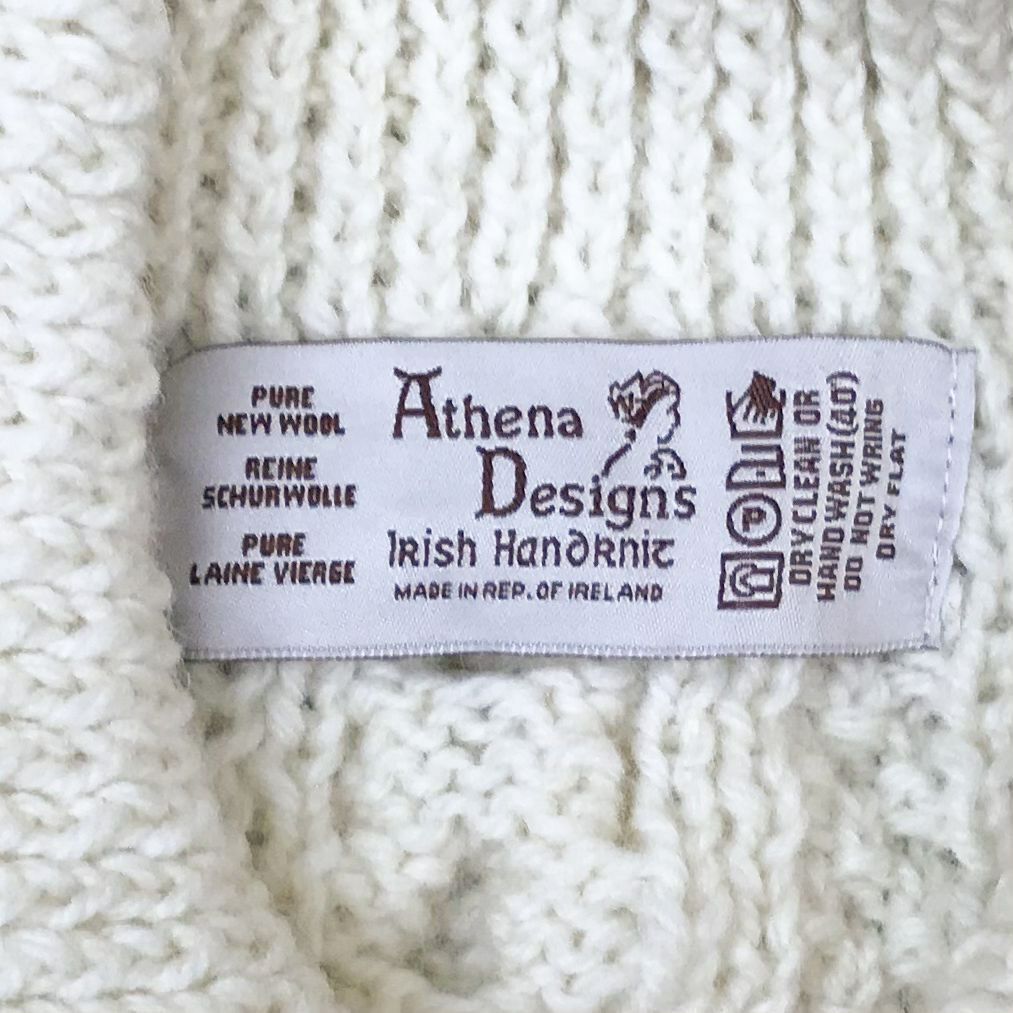 PURE
NEW WOOL
REINE
SCHURWOLLE
PURE
LAINE VIERGE
Athena
Designs
Irish Handknit
MADE IN REP. OF IRELAND
P
DRY CLEAN OR
HAND WASH (40°)
DO NOT WRING
DRY FLAT